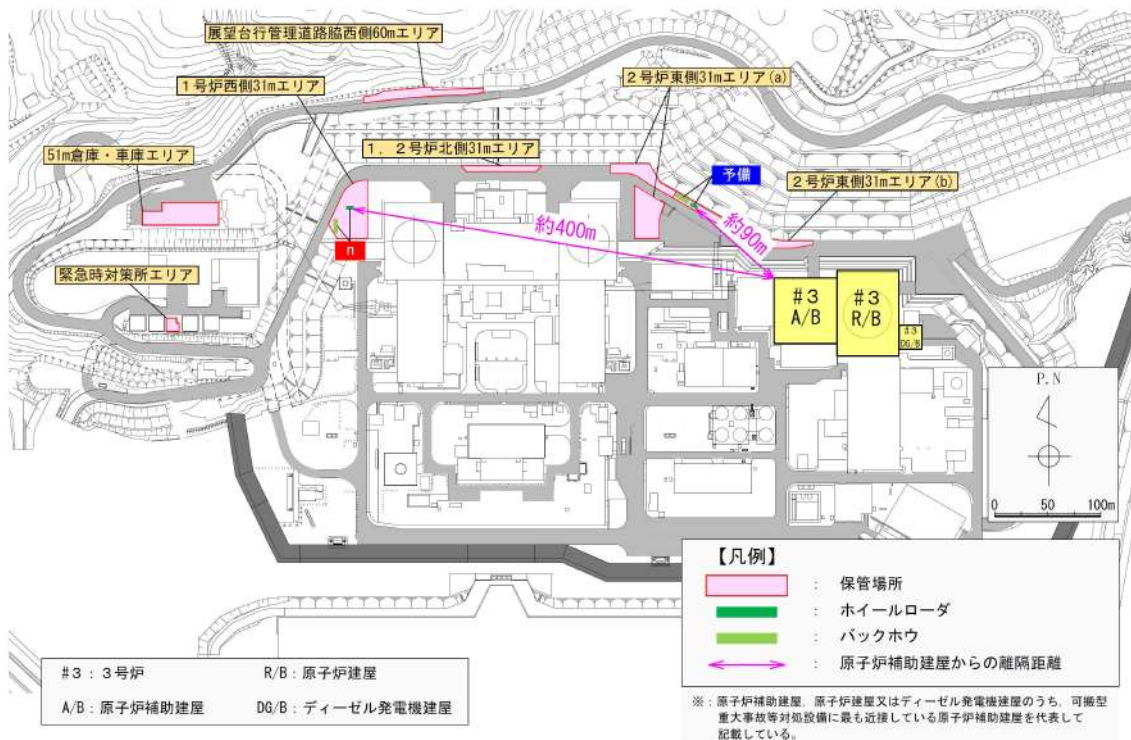 展望台行管理道路脇西側60mエリア
1号炉西側31mエリア
2号炉東側31mエリア(a)
51m倉庫・車庫エリア
1,2号炉北側31mエリア
予備
2号炉東側31mエリア(b)
約400m
約90m
n
緊急時対策所エリア
#3
A/B
#3
R/B
#3
DG/B
P.N
0 50 100m
【凡例】
: 保管場所
: ホイールローダ
: バックホウ
: 原子炉補助建屋からの離隔距離
#3:3号炉 R/B:原子炉建屋
A/B:原子炉補助建屋 DG/B:ディーゼル発電機建屋
※:原子炉補助建屋,原子炉建屋又はディーゼル発電機建屋のうち,可搬型
重大事故等対処設備に最も近接している原子炉補助建屋を代表して
記載している。